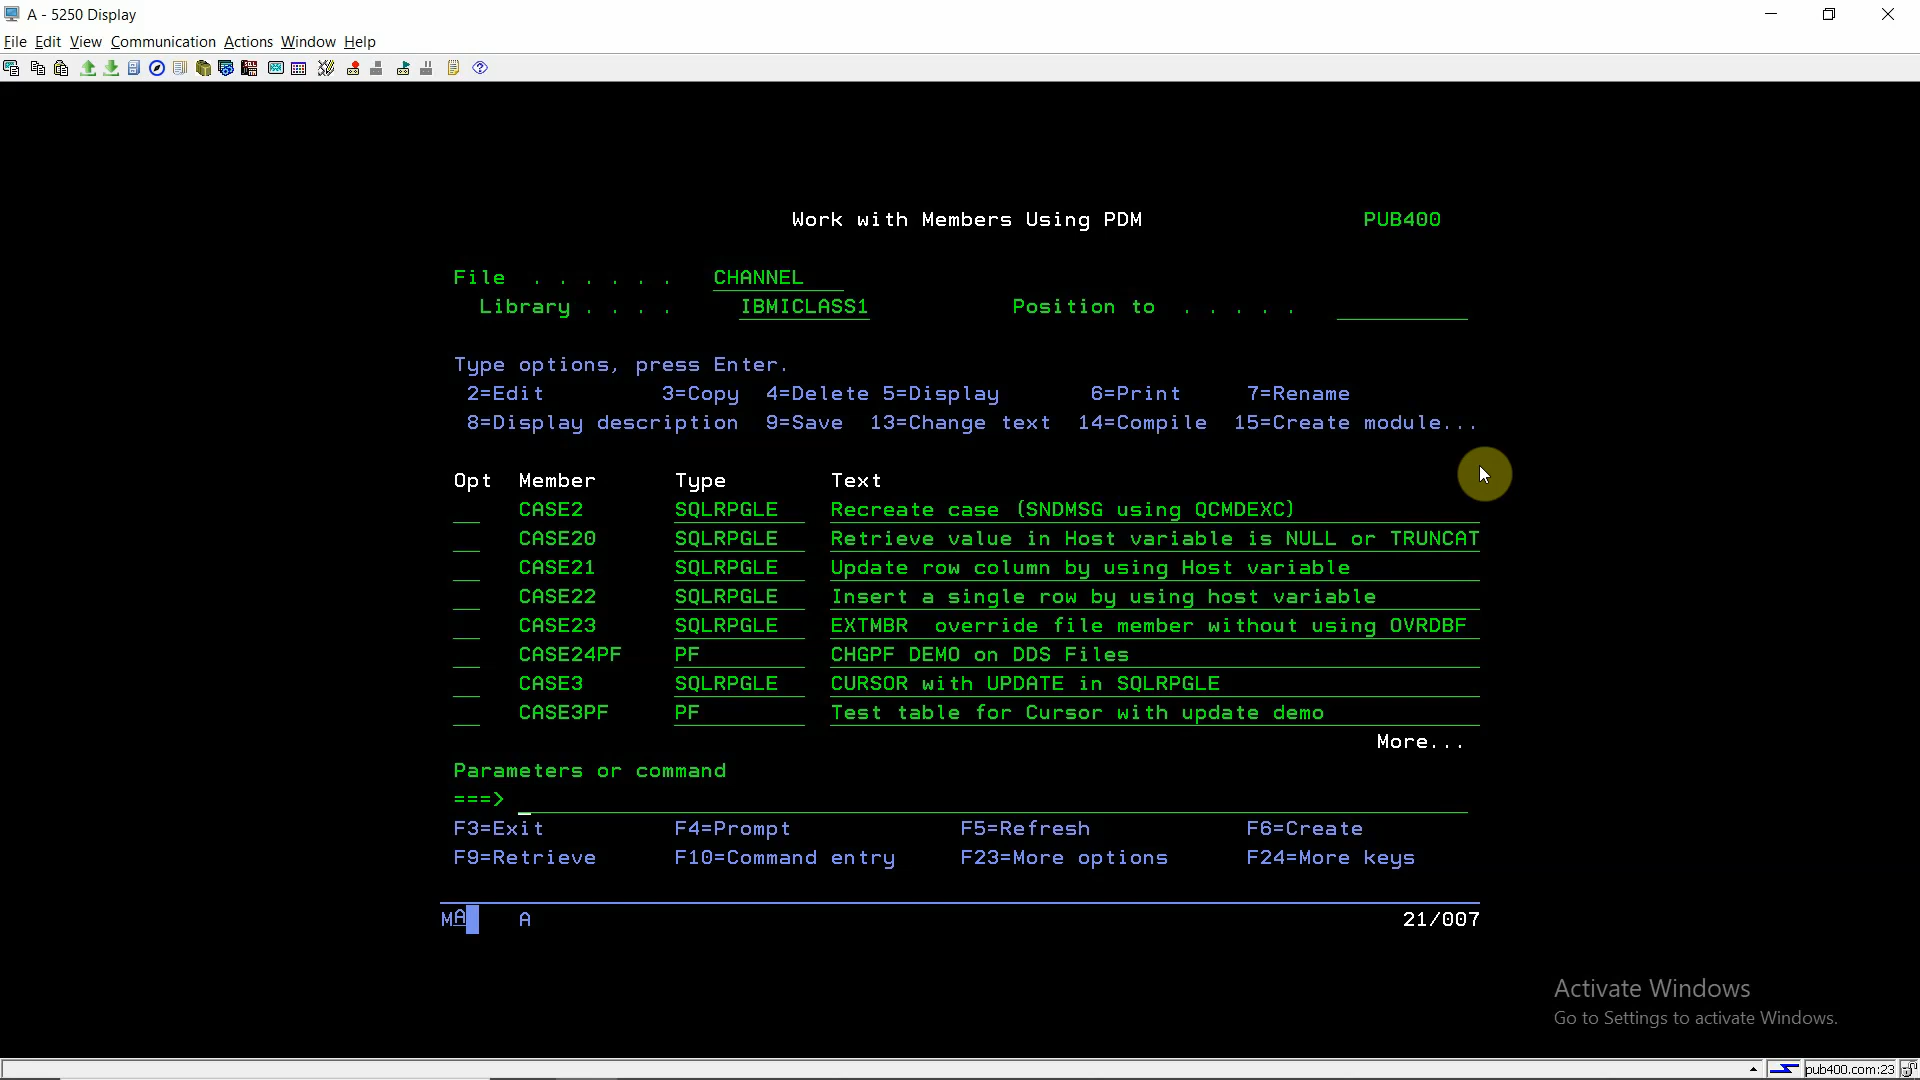 A - 5250 Display
File Edit View Communication Actions Window Help
Work with Members Using PDM PUB400
File . . . . . . CHANNEL
Library . . . . IBMICLASS1 Position to . . . . .
Type options, press Enter.
2=Edit 3=Copy 4=Delete 5=Display 6=Print 7=Rename
8=Display description 9=Save 13=Change text 14=Compile 15=Create module...
Opt Member Type Text
CASE2 SQLRPGLE Recreate case (SNDMSG using QCMDEXC)
CASE20 SQLRPGLE Retrieve value in Host variable is NULL or TRUNCAT
CASE21 SQLRPGLE Update row column by using Host variable
CASE22 SQLRPGLE Insert a single row by using host variable
CASE23 SQLRPGLE EXTMBR override file member without using OVRDBF
CASE24PF PF CHGPF DEMO on DDS Files
CASE3 SQLRPGLE CURSOR with UPDATE in SQLRPGLE
CASE3PF PF Test table for Cursor with update demo
More...
Parameters or command
===>
F3=Exit F4=Prompt F5=Refresh F6=Create
F9=Retrieve F10=Command entry F23=More options F24=More keys
MA A 21/007
Activate Windows
Go to Settings to activate Windows.
pub400.com:23